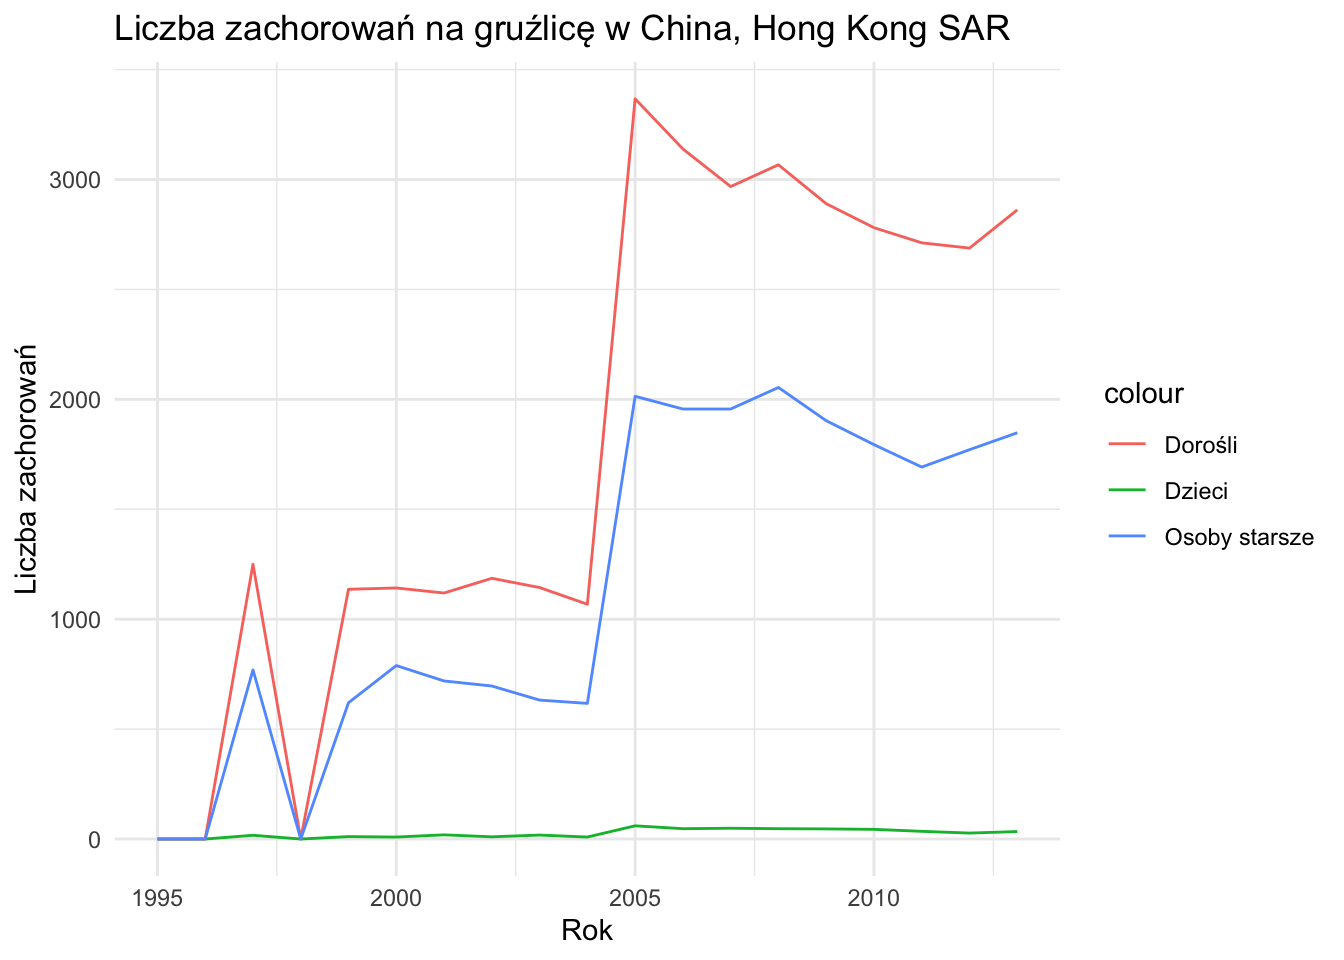 Liczba zachorowań na gruźlicę w China, Hong Kong SAR
Liczba zachorowań
3000
2000
1000
0
1995 2000 2005 2010
Rok
colour
Dorośli
Dzieci
Osoby starsze